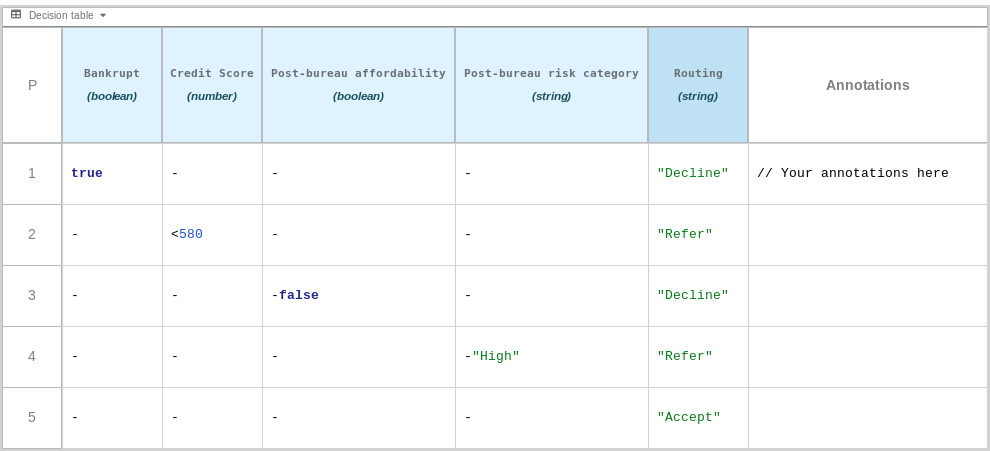 Decision table
P Bankrupt (boolean) Credit Score (number) Post-bureau affordability (boolean) Post-bureau risk category (string) Routing (string) Annotations
1 true - - - "Decline" // Your annotations here
2 - <580 - - "Refer"
3 - - -false - "Decline"
4 - - - -"High" "Refer"
5 - - - - "Accept"